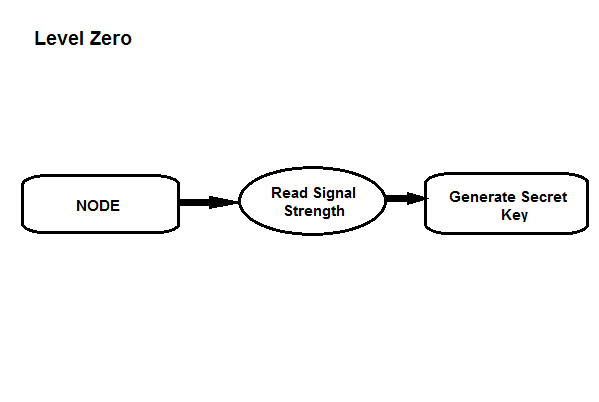 Level Zero
NODE
Read Signal
Strength
Generate Secret
Key